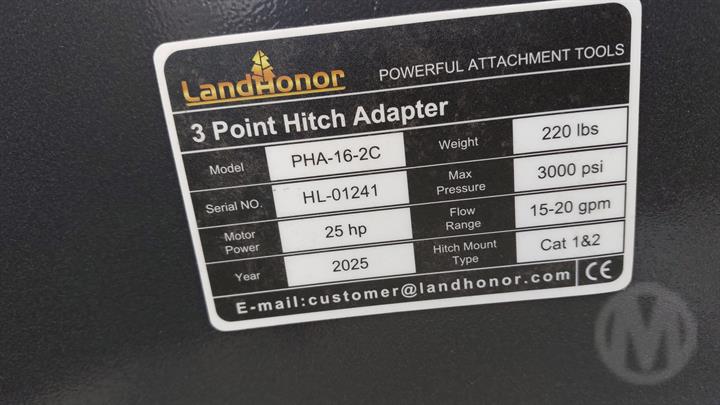 LandHonor POWERFUL ATTACHMENT TOOLS
3 Point Hitch Adapter
Model PHA-16-2C Weight 220 lbs
Serial NO. HL-01241 Max Pressure 3000 psi
Motor Power 25 hp Flow Range 15-20 gpm
Year 2025 Hitch Mount Type Cat 1&2
E-mail:customer@landhonor.com CE
M